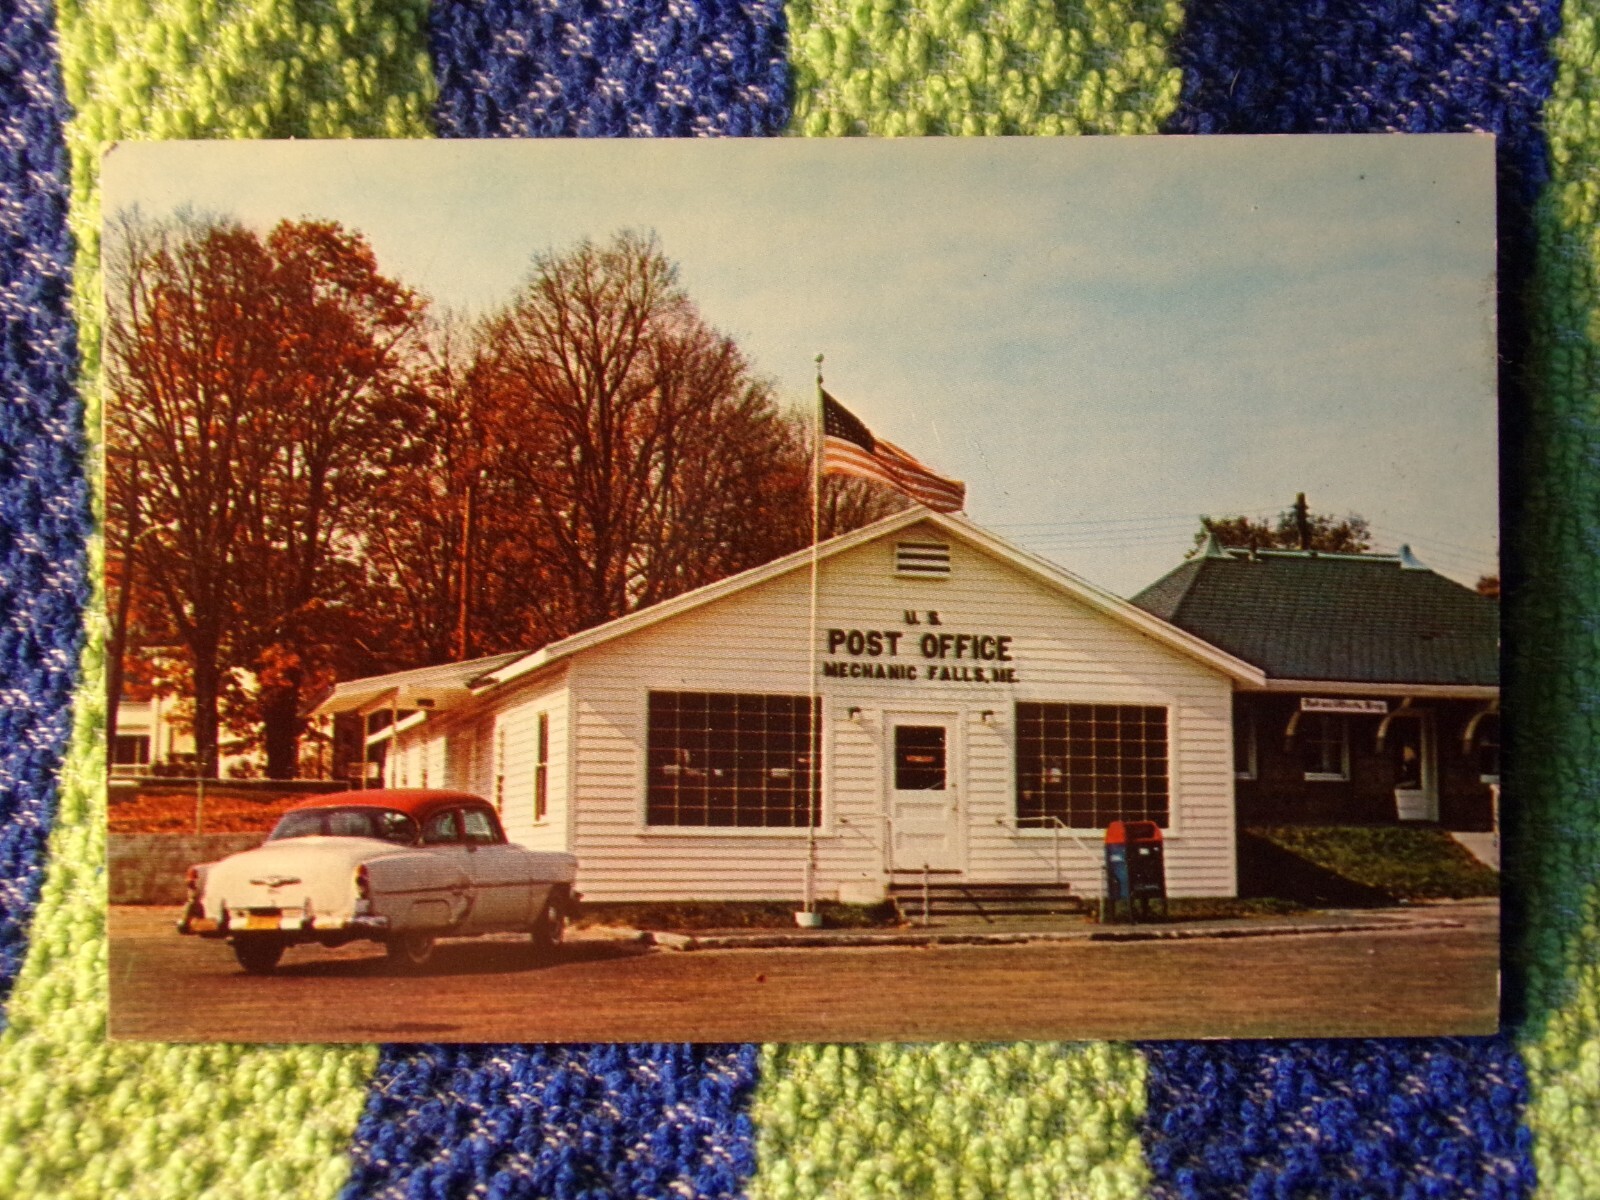 U. S.
POST OFFICE
MECHANIC FALLS, ME.